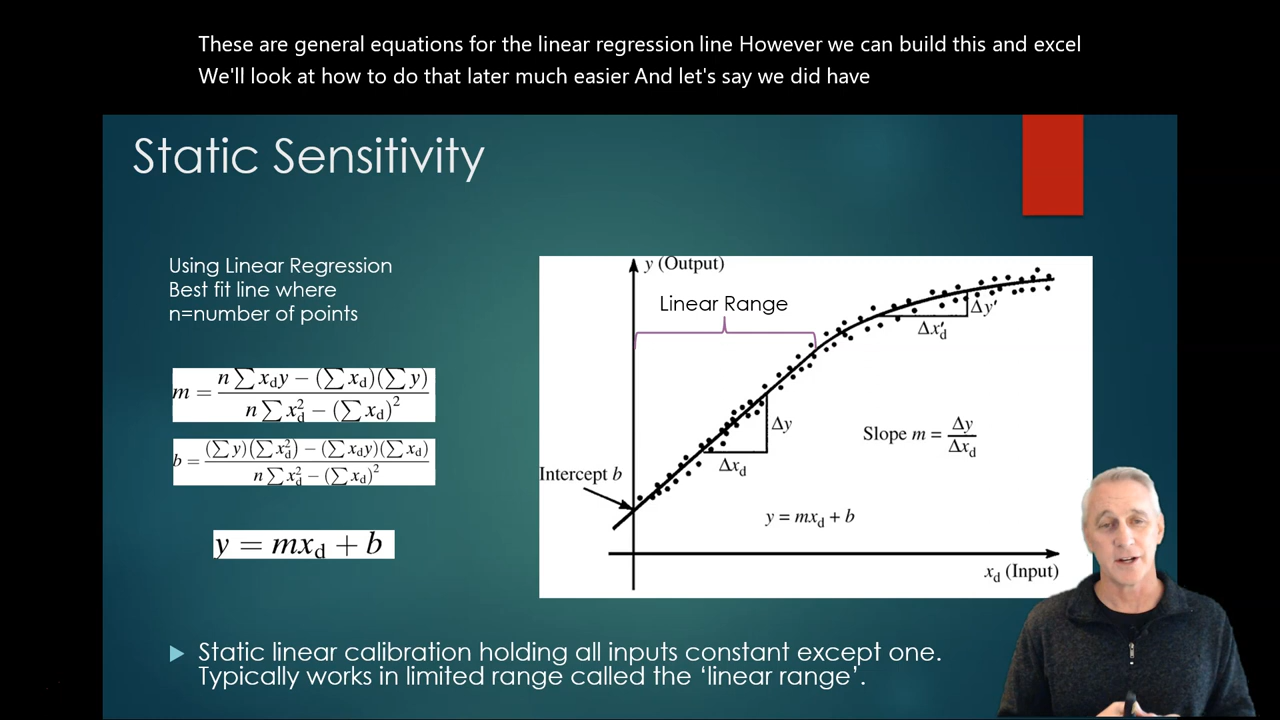 These are general equations for the linear regression line However we can build this and excel
We'll look at how to do that later much easier And let's say we did have
Static Sensitivity
Using Linear Regression
Best fit line where
n=number of points
m = n∑x_dy − (∑x_d)(∑y) / n∑x_d² − (∑x_d)²
b = (∑y)(∑x_d²) − (∑x_dy)(∑x_d) / n∑x_d² − (∑x_d)²
y = mx_d + b
y (Output)
Linear Range
Δy′
Δx′_d
Δy
Slope m = Δy / Δx_d
Δx_d
Intercept b
y = mx_d + b
x_d (Input)
Static linear calibration holding all inputs constant except one.
Typically works in limited range called the ‘linear range’.